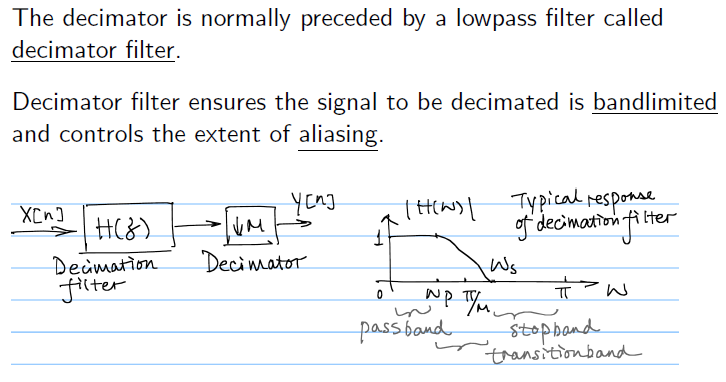 The decimator is normally preceded by a lowpass filter called
decimator filter.
Decimator filter ensures the signal to be decimated is bandlimited
and controls the extent of aliasing.
x[n] H(z) ↓M y[n]
Decimation
filter
Decimator
|H(ω)|
Typical response
of decimation filter
1
ωs
0 ωp π/M π ω
passband stopband
transitionband